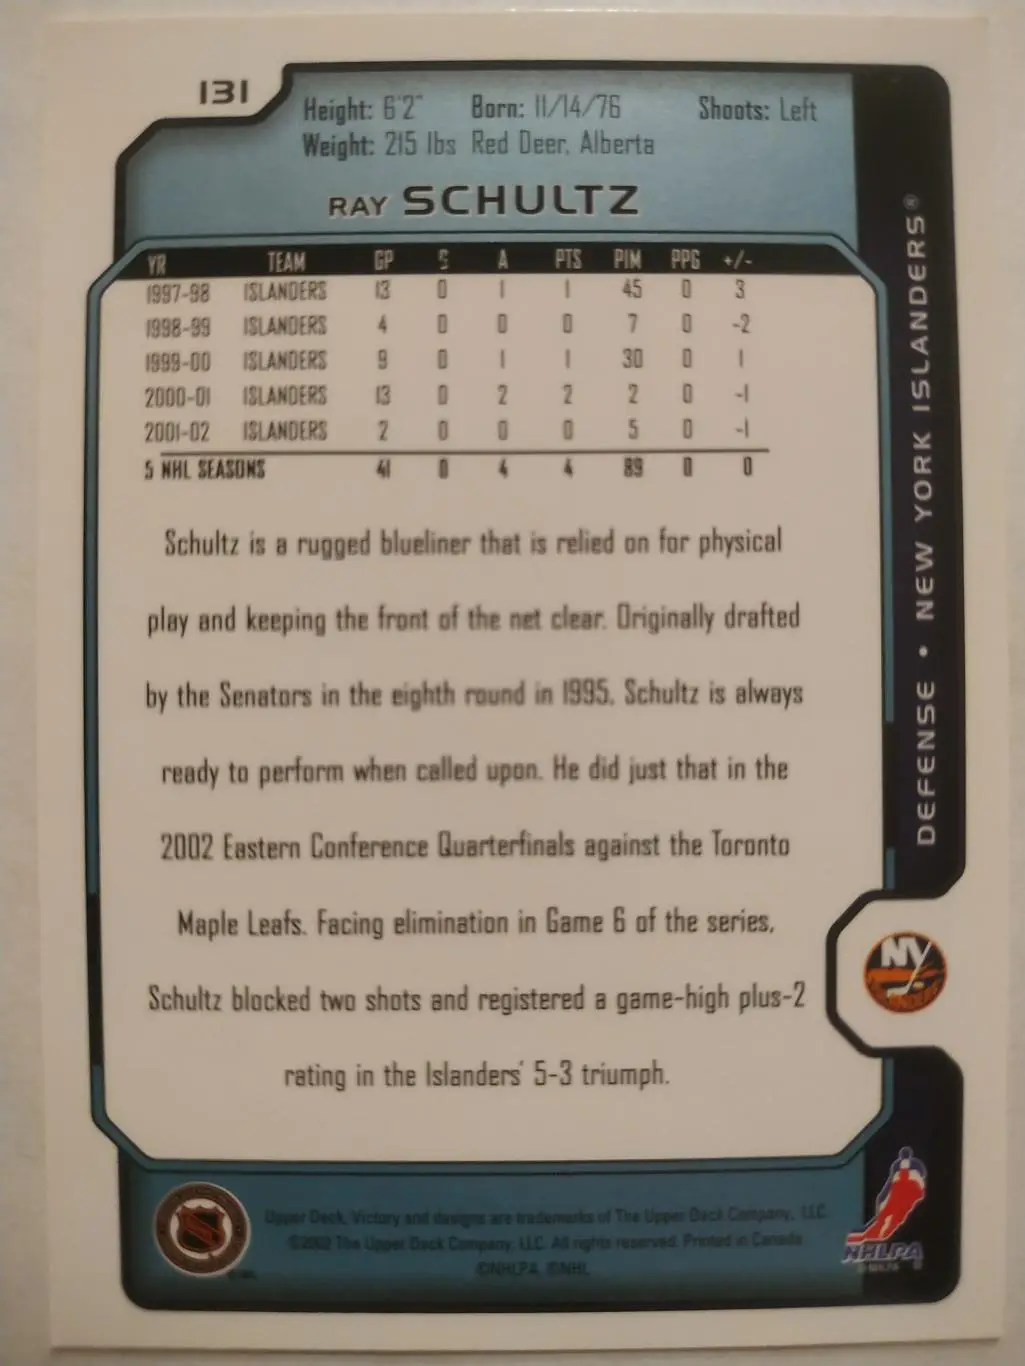 131
Height: 6'2" Born: 11/14/76 Shoots: Left
Weight: 215 lbs Red Deer, Alberta
RAY SCHULTZ
YR TEAM GP G A PTS PIM PPG +/-
1997-98 ISLANDERS 13 0 1 1 45 0 3
1998-99 ISLANDERS 4 0 0 0 7 0 -2
1999-00 ISLANDERS 9 0 1 1 30 0 1
2000-01 ISLANDERS 13 0 2 2 2 0 -1
2001-02 ISLANDERS 2 0 0 0 5 0 -1
5 NHL SEASONS 41 0 4 4 89 0 0
Schultz is a rugged blueliner that is relied on for physical
play and keeping the front of the net clear. Originally drafted
by the Senators in the eighth round in 1995, Schultz is always
ready to perform when called upon. He did just that in the
2002 Eastern Conference Quarterfinals against the Toronto
Maple Leafs. Facing elimination in Game 6 of the series,
Schultz blocked two shots and registered a game-high plus-2
rating in the Islanders' 5-3 triumph.
DEFENSE • NEW YORK ISLANDERS®
NY
ISLANDERS
Upper Deck, Victory and designs are trademarks of The Upper Deck Company, LLC.
©2002 The Upper Deck Company, LLC. All rights reserved. Printed in Canada
©NHLPA ©NHL
NHL
NHLPA